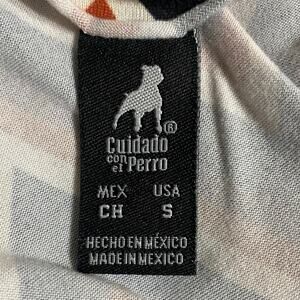 ®
Cuidado
con el Perro
MEX USA
CH S
HECHO EN MÉXICO
MADE IN MEXICO